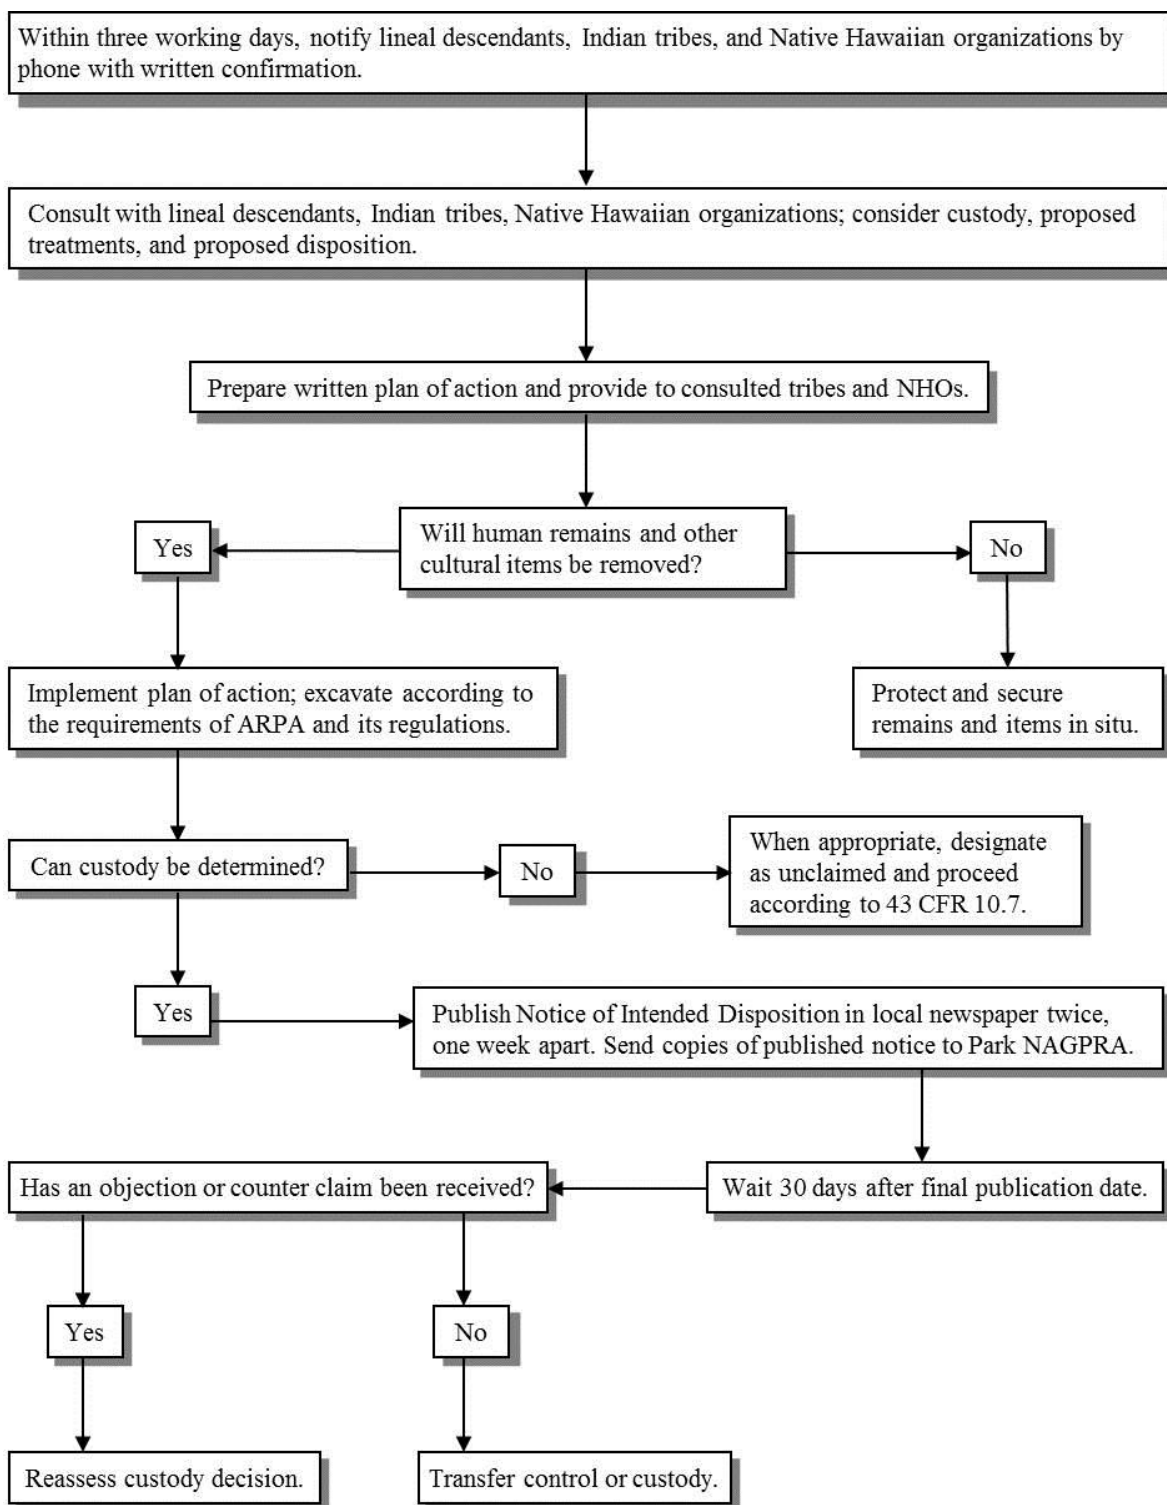 Within three working days, notify lineal descendants, Indian tribes, and Native Hawaiian organizations by
phone with written confirmation.
Consult with lineal descendants, Indian tribes, Native Hawaiian organizations; consider custody, proposed
treatments, and proposed disposition.
Prepare written plan of action and provide to consulted tribes and NHOs.
Will human remains and other
cultural items be removed?
Yes
No
Implement plan of action; excavate according to
the requirements of ARPA and its regulations.
Protect and secure
remains and items in situ.
Can custody be determined?
No
When appropriate, designate
as unclaimed and proceed
according to 43 CFR 10.7.
Yes
Publish Notice of Intended Disposition in local newspaper twice,
one week apart. Send copies of published notice to Park NAGPRA.
Wait 30 days after final publication date.
Has an objection or counter claim been received?
Yes
No
Reassess custody decision.
Transfer control or custody.